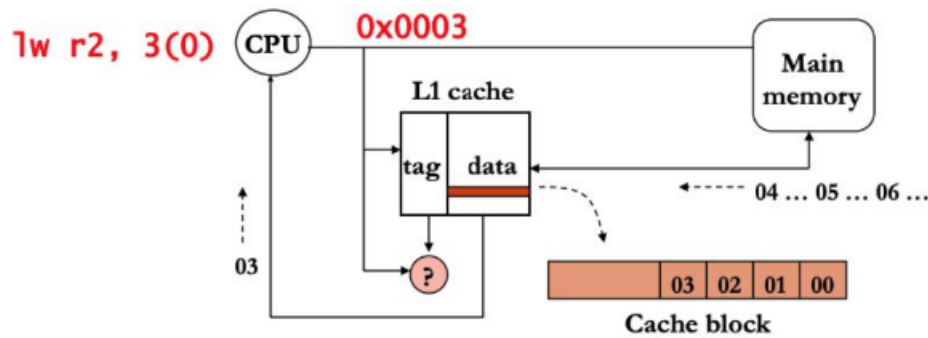 lw r2, 3(0)
CPU
0x0003
Main
memory
L1 cache
tag
data
04 ... 05 ... 06 ...
03
?
03 02 01 00
Cache block